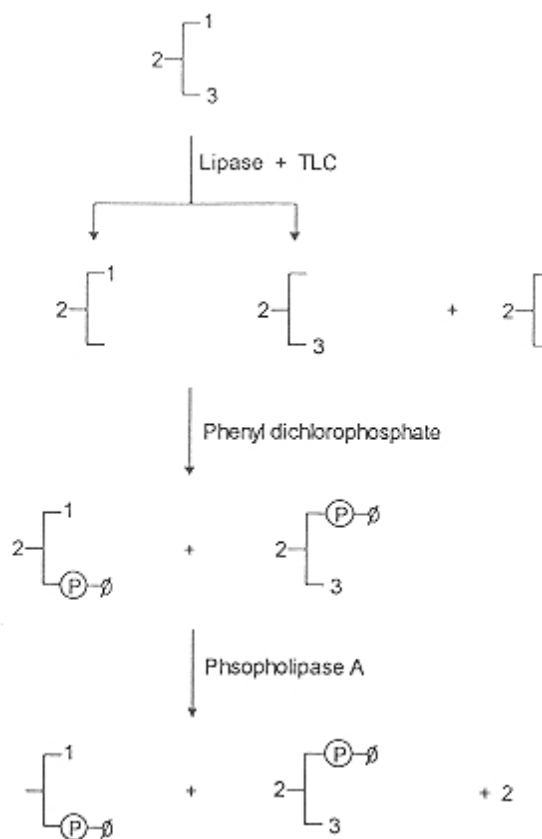 1
2
3
Lipase + TLC
1
2
2
3
+
2
Phenyl dichlorophosphate
1
2
P ø
+
P ø
2
3
Phsopholipase A
1
P ø
+
P ø
2
3
+ 2